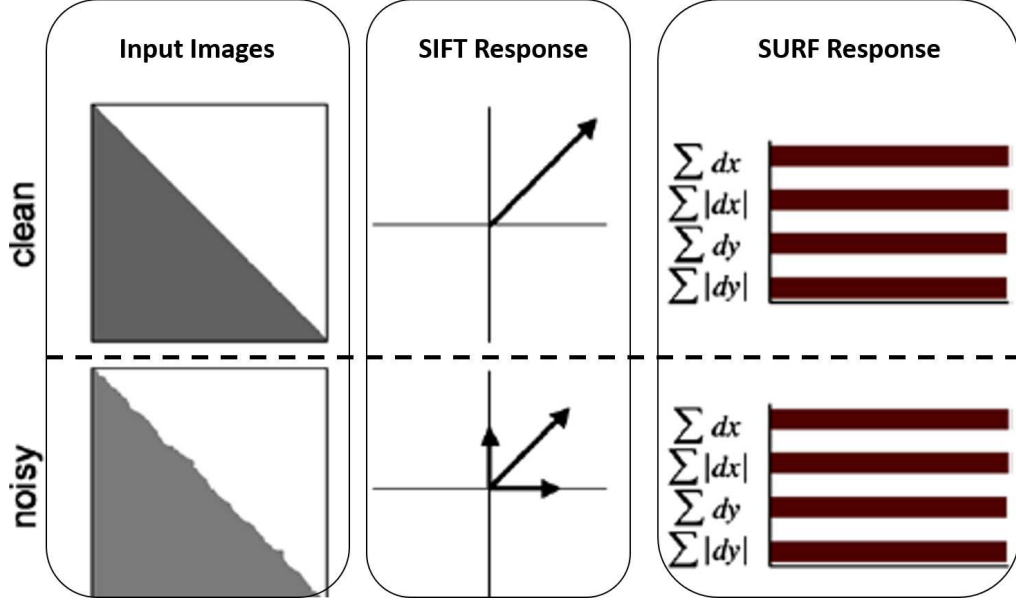 Input Images
SIFT Response
SURF Response
clean
∑ dx
∑ |dx|
∑ dy
∑ |dy|
noisy
∑ dx
∑ |dx|
∑ dy
∑ |dy|